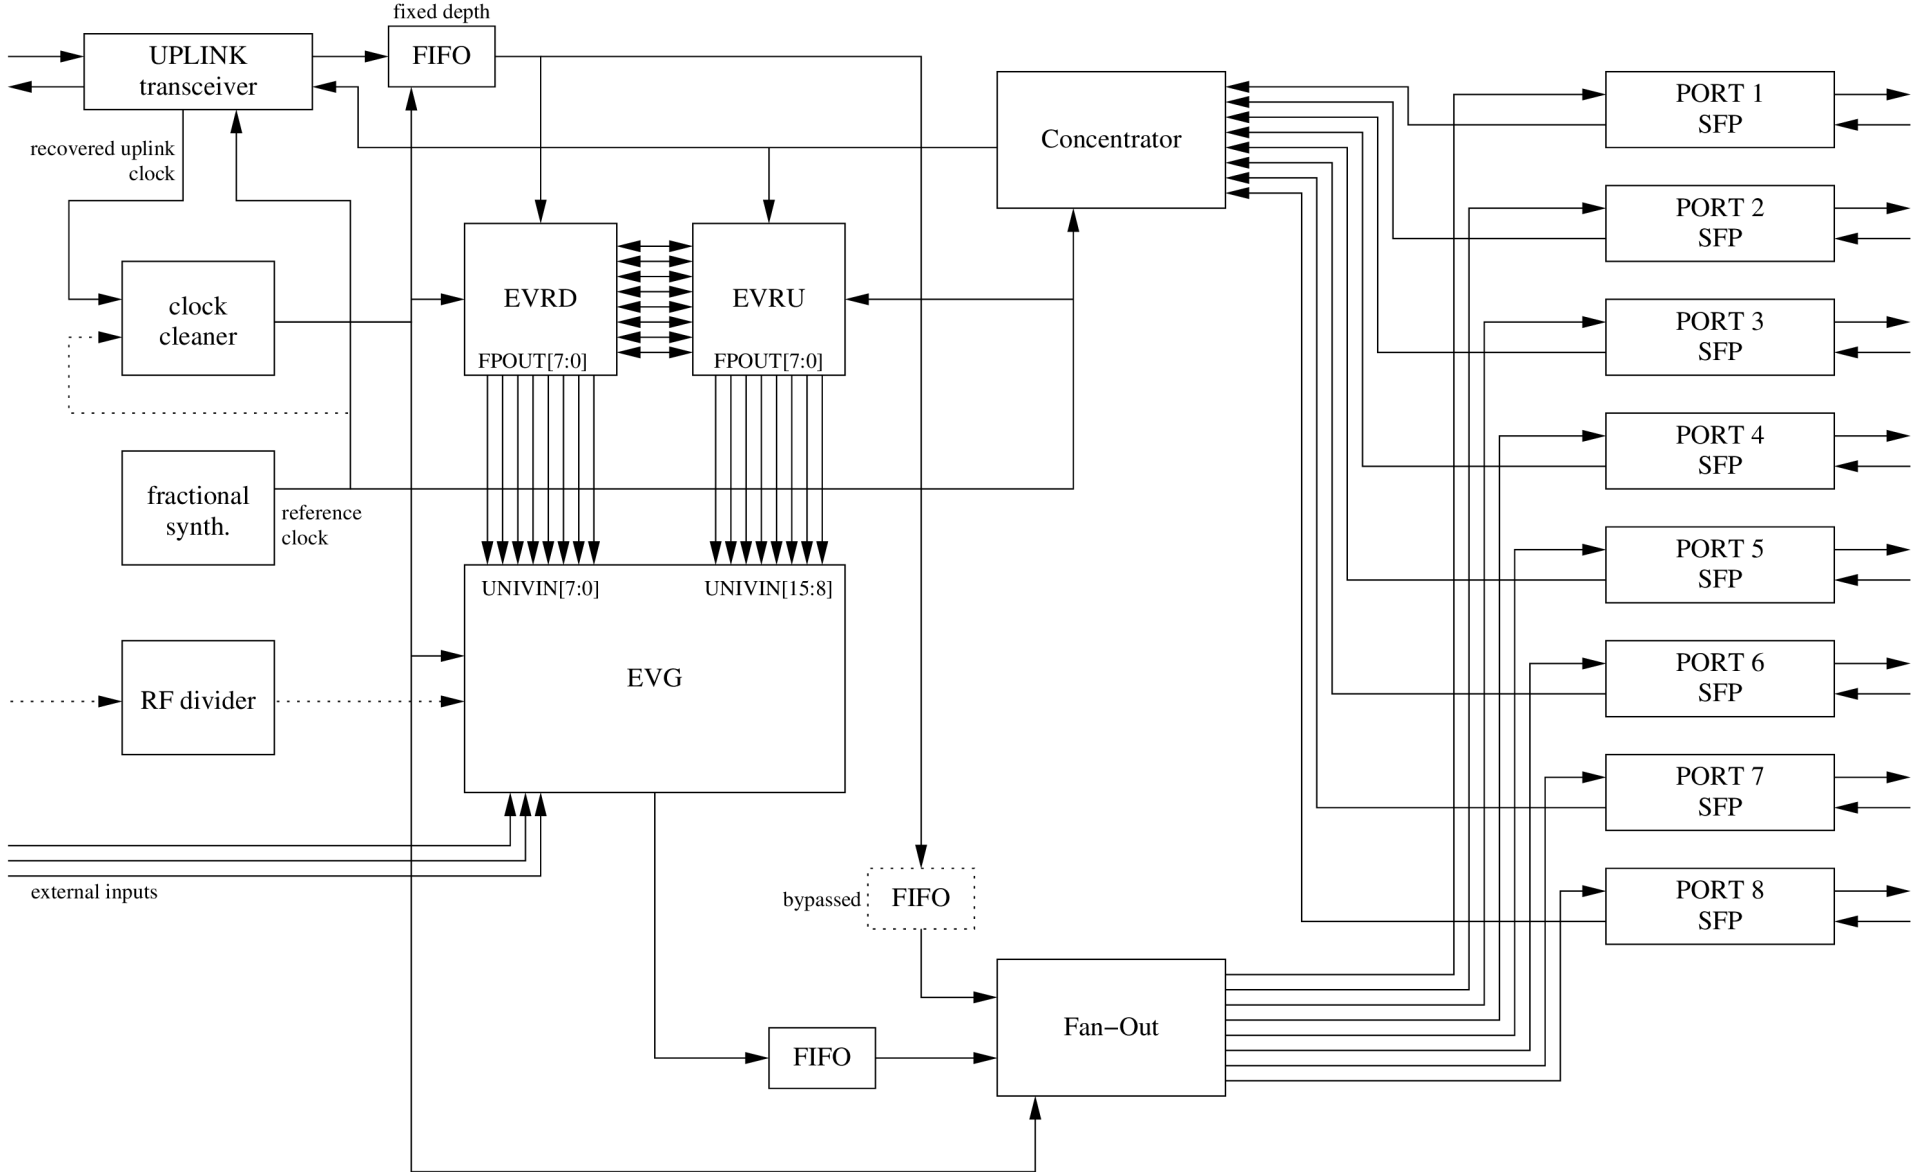 fixed depth
UPLINK
transceiver
FIFO
recovered uplink
clock
Concentrator
PORT 1
SFP
PORT 2
SFP
clock
cleaner
EVRD
FPOUT[7:0]
EVRU
FPOUT[7:0]
PORT 3
SFP
PORT 4
SFP
fractional
synth.
reference
clock
PORT 5
SFP
UNIVIN[7:0]
UNIVIN[15:8]
EVG
RF divider
PORT 6
SFP
PORT 7
SFP
external inputs
bypassed
FIFO
PORT 8
SFP
FIFO
Fan−Out